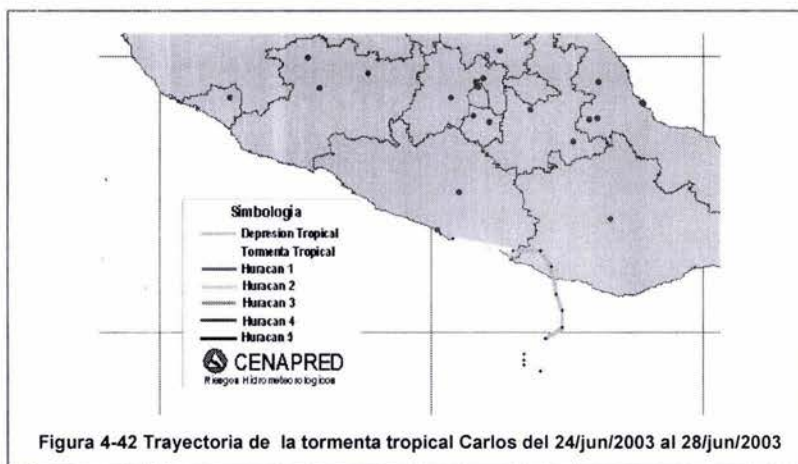 Simbologia
Depresion Tropical
Tormenta Tropical
Huracan 1
Huracan 2
Huracan 3
Huracan 4
Huracan 5
CENAPRED
Riesgos Hidrometeorologicos
Figura 4-42 Trayectoria de la tormenta tropical Carlos del 24/jun/2003 al 28/jun/2003